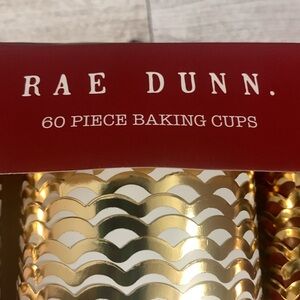 RAE DUNN.
60 PIECE BAKING CUPS